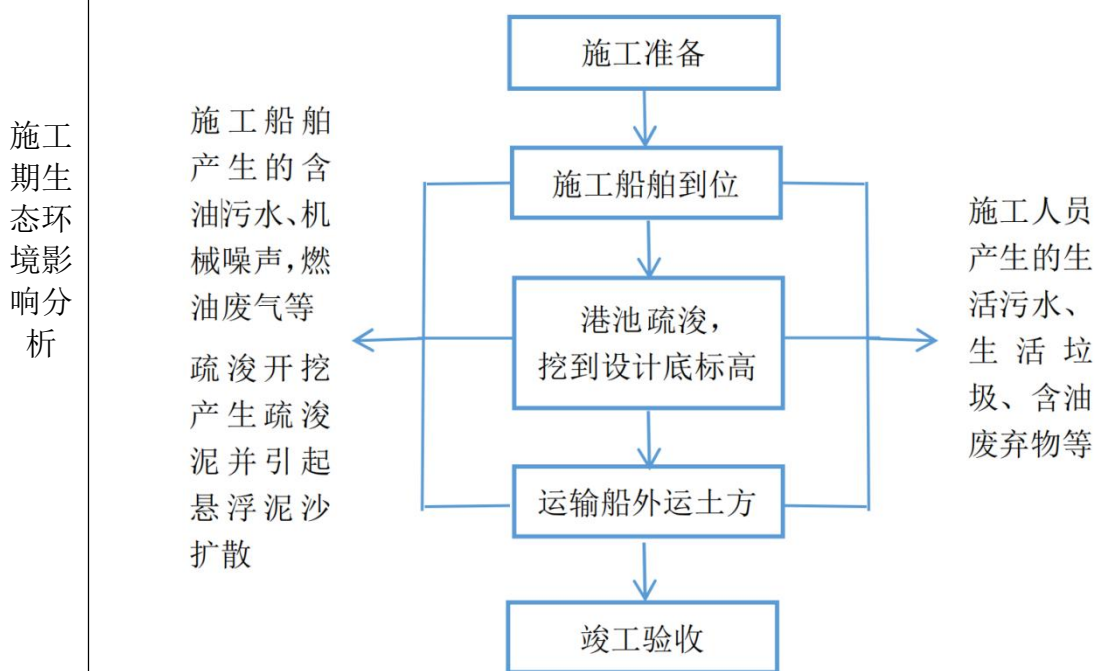 施工
期生
态环
境影
响分
析
施工船舶
产生的含
油污水、机
械噪声,燃
油废气等
疏浚开挖
产生疏浚
泥并引起
悬浮泥沙
扩散
施工准备
施工船舶到位
港池疏浚,
挖到设计底标高
运输船外运土方
竣工验收
施工人员
产生的生
活污水、
生活垃
圾、含油
废弃物等